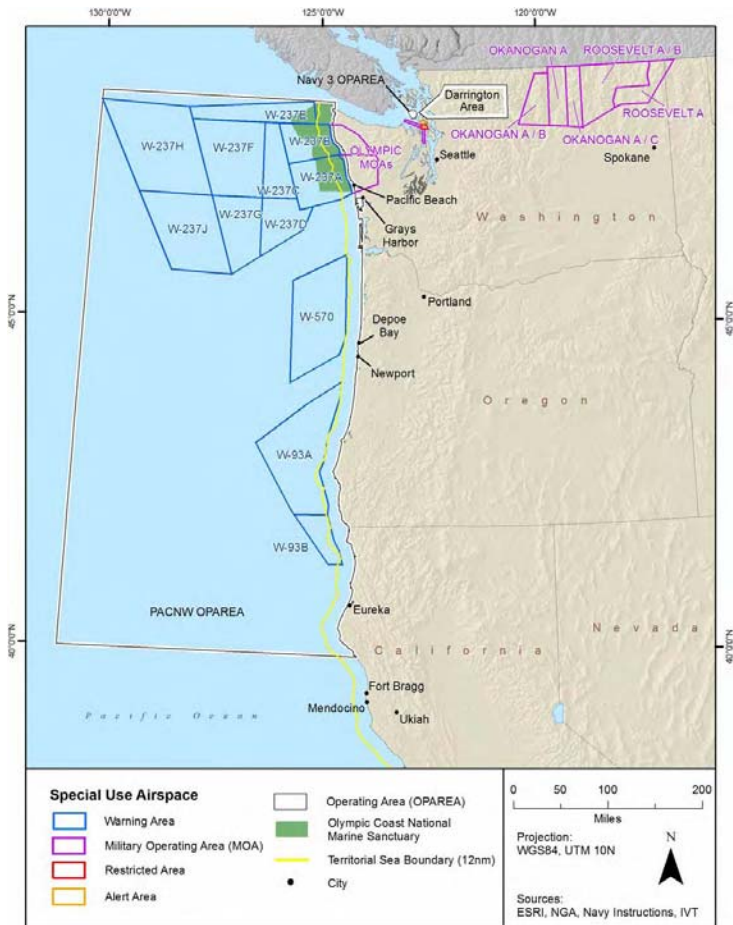 130°0'0"W
125°0'0"W
120°0'0"W
OKANOGAN A
ROOSEVELT A / B
Navy 3 OPAREA
Darrington
Area
ROOSEVELT A
OKANOGAN A / B
OKANOGAN A / C
W-237E
W-237B
W-237H
W-237F
OLYMPIC
MOAs
Seattle
Spokane
W-237A
W-237C
Pacific Beach
W-237G
W-237J
W-237D
Grays
Harbor
Washington
45°0'0"N
45°0'0"N
Portland
W-570
Depoe
Bay
Newport
Oregon
W-93A
W-93B
PACNW OPAREA
Eureka
Nevada
California
40°0'0"N
40°0'0"N
Fort Bragg
Mendocino
Ukiah
Pacific Ocean
Special Use Airspace
Warning Area
Military Operating Area (MOA)
Restricted Area
Alert Area
Operating Area (OPAREA)
Olympic Coast National
Marine Sanctuary
Territorial Sea Boundary (12nm)
City
0 50 100 150 200
Miles
Projection:
WGS84, UTM 10N
N
Sources:
ESRI, NGA, Navy Instructions, IVT